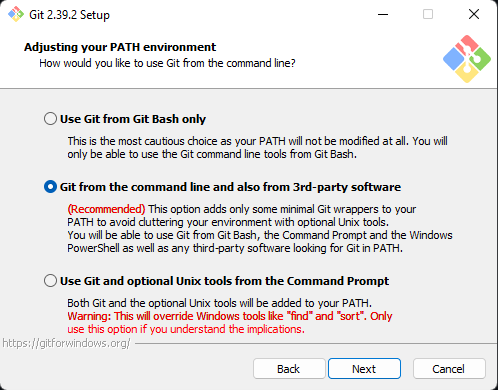 Git 2.39.2 Setup
Adjusting your PATH environment
How would you like to use Git from the command line?
Use Git from Git Bash only
This is the most cautious choice as your PATH will not be modified at all. You will
only be able to use the Git command line tools from Git Bash.
Git from the command line and also from 3rd-party software
(Recommended) This option adds only some minimal Git wrappers to your
PATH to avoid cluttering your environment with optional Unix tools.
You will be able to use Git from Git Bash, the Command Prompt and the Windows
PowerShell as well as any third-party software looking for Git in PATH.
Use Git and optional Unix tools from the Command Prompt
Both Git and the optional Unix tools will be added to your PATH.
Warning: This will override Windows tools like "find" and "sort". Only
use this option if you understand the implications.
https://gitforwindows.org/
Back Next Cancel